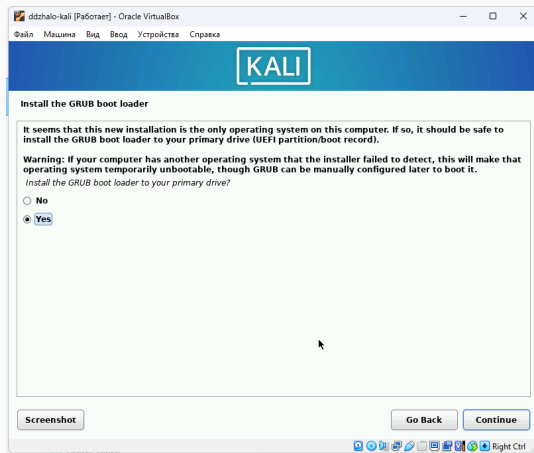 ddzhalo-kali [Работает] - Oracle VirtualBox
Файл Машина Вид Ввод Устройства Справка
KALI
Install the GRUB boot loader
It seems that this new installation is the only operating system on this computer. If so, it should be safe to
install the GRUB boot loader to your primary drive (UEFI partition/boot record).
Warning: If your computer has another operating system that the installer failed to detect, this will make that
operating system temporarily unbootable, though GRUB can be manually configured later to boot it.
Install the GRUB boot loader to your primary drive?
No
Yes
Screenshot Go Back Continue
Right Ctrl